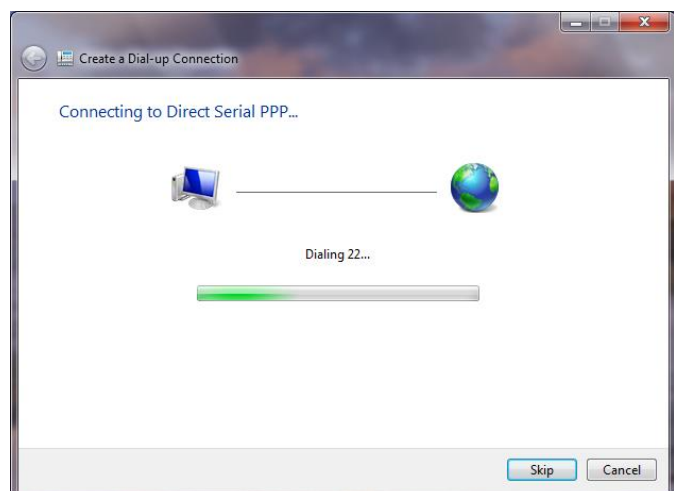 Create a Dial-up Connection
Connecting to Direct Serial PPP...
Dialing 22...
Skip Cancel